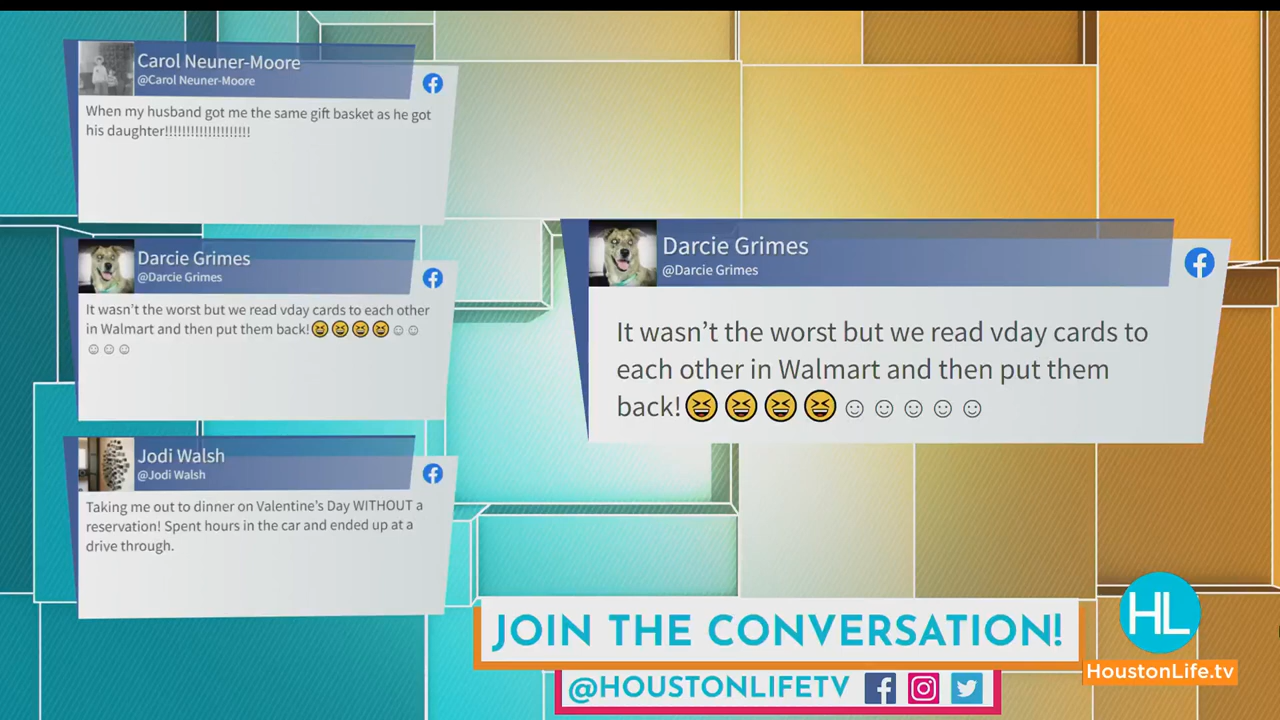 Carol Neuner-Moore
@Carol Neuner-Moore
When my husband got me the same gift basket as he got
his daughter!!!!!!!!!!!!!!!!!!!!
Darcie Grimes
@Darcie Grimes
It wasn't the worst but we read vday cards to each other
in Walmart and then put them back!😆😆😆😆☺☺
☺☺☺
Jodi Walsh
@Jodi Walsh
Taking me out to dinner on Valentine's Day WITHOUT a
reservation! Spent hours in the car and ended up at a
drive through.
Darcie Grimes
@Darcie Grimes
It wasn't the worst but we read vday cards to
each other in Walmart and then put them
back!😆😆😆😆☺☺☺☺☺
JOIN THE CONVERSATION!
@HOUSTONLIFETV
HL
HoustonLife.tv